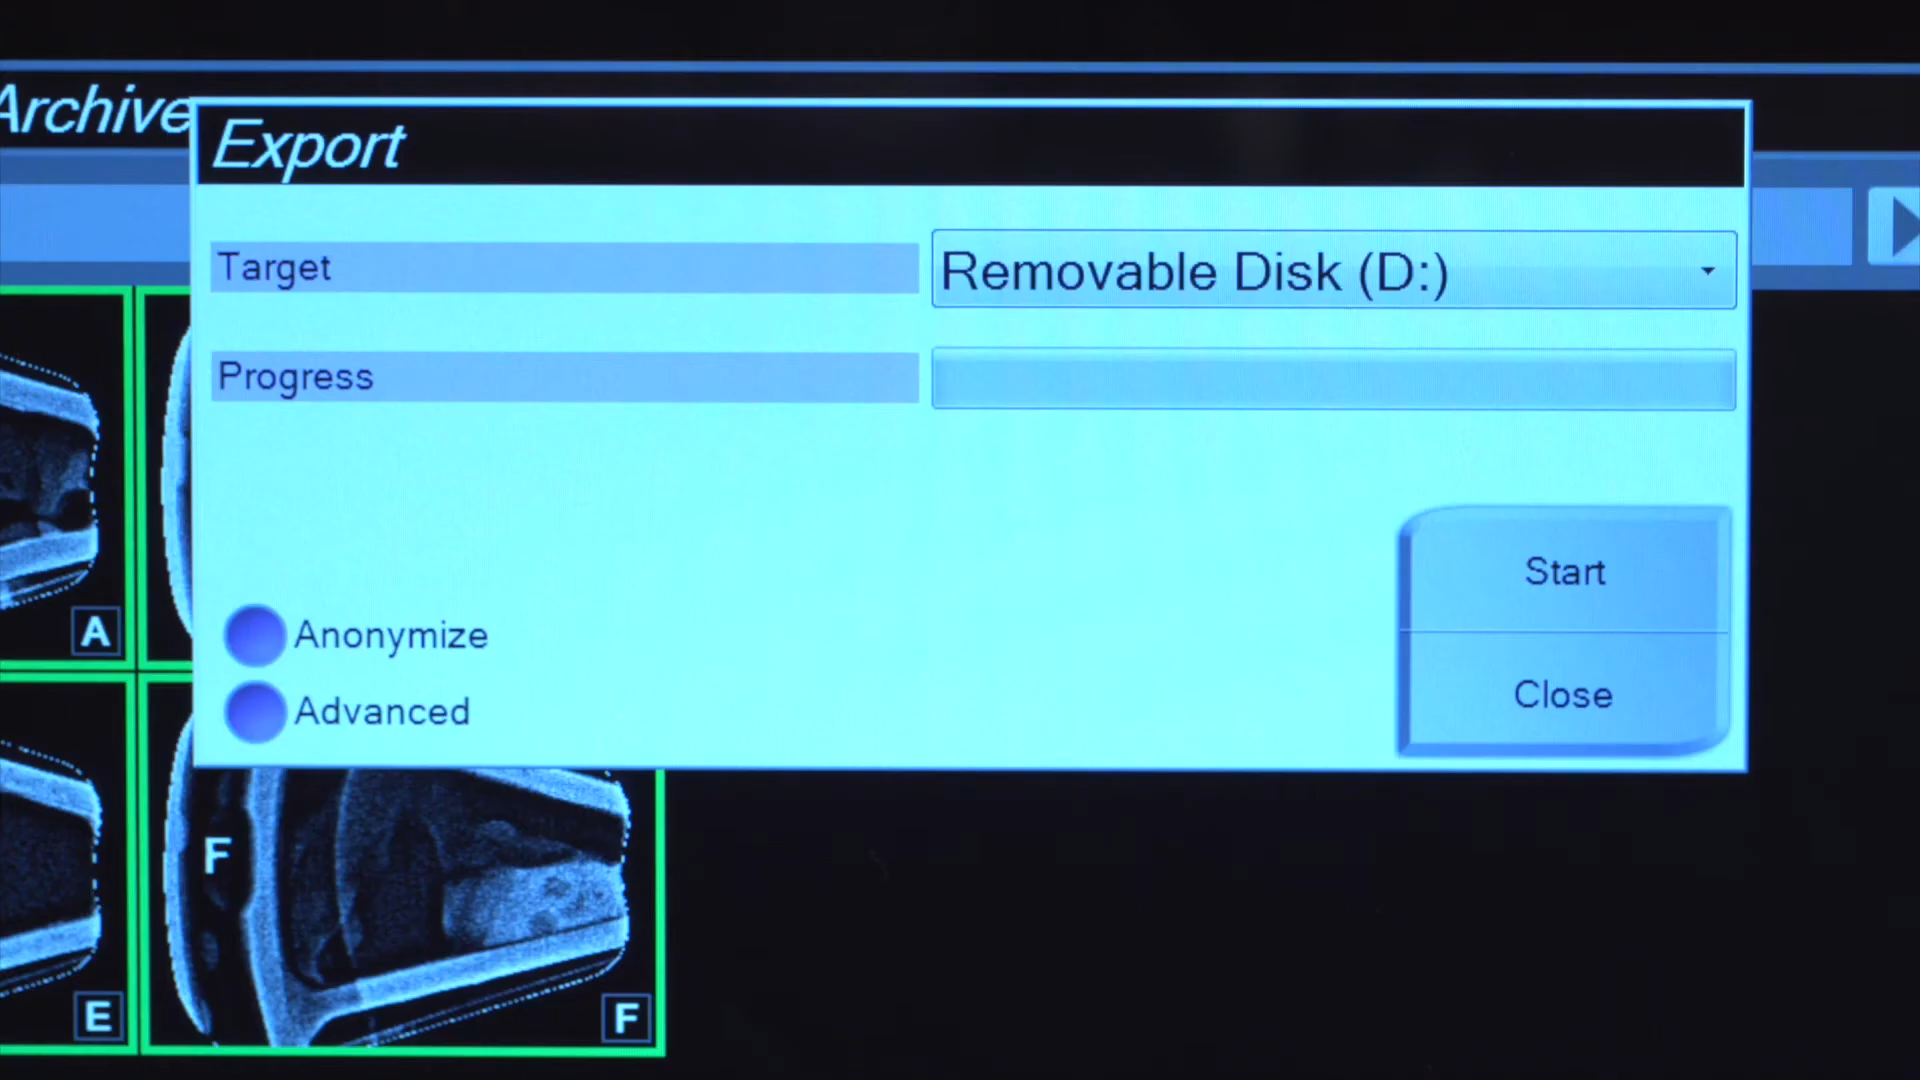 Archive
Export
Target
Removable Disk (D:)
Progress
Start
Anonymize
Close
Advanced
A
F
E
F